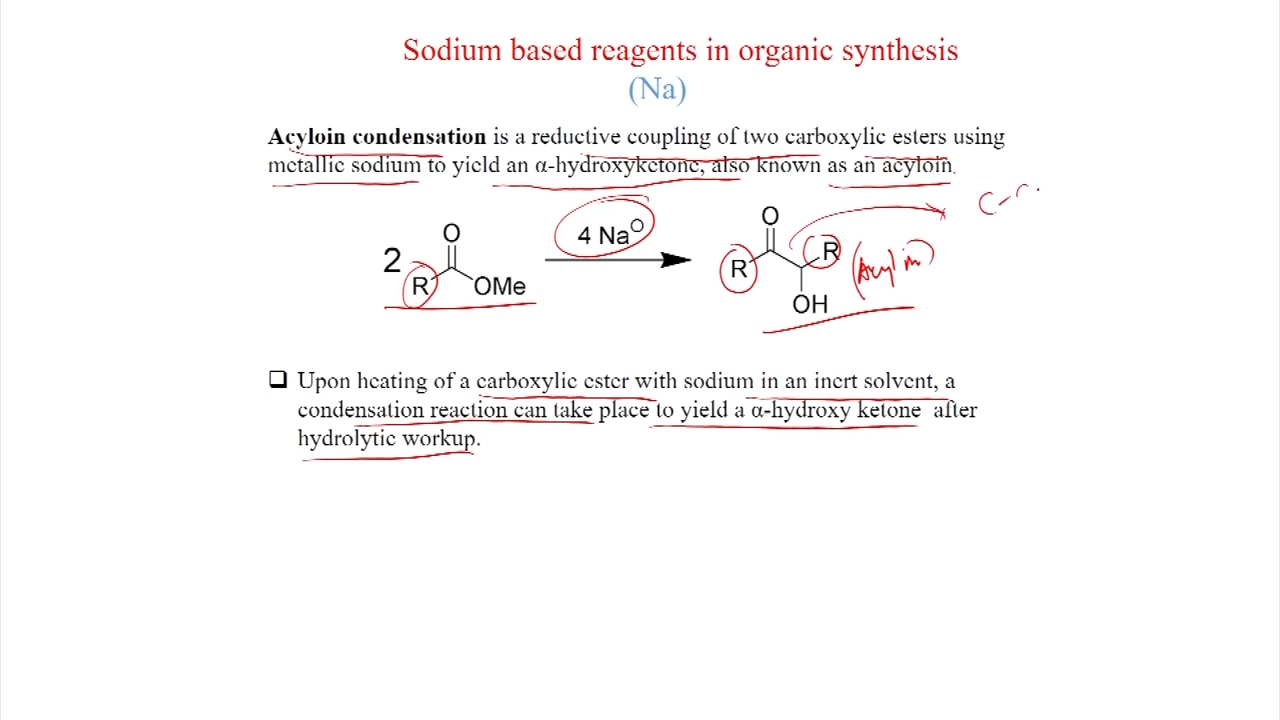 Sodium based reagents in organic synthesis
(Na)
Acyloin condensation is a reductive coupling of two carboxylic esters using
metallic sodium to yield an α-hydroxyketone, also known as an acyloin.
2 R O OMe
4 Na
R O OH R
❑ Upon heating of a carboxylic ester with sodium in an inert solvent, a
condensation reaction can take place to yield a α-hydroxy ketone after
hydrolytic workup.